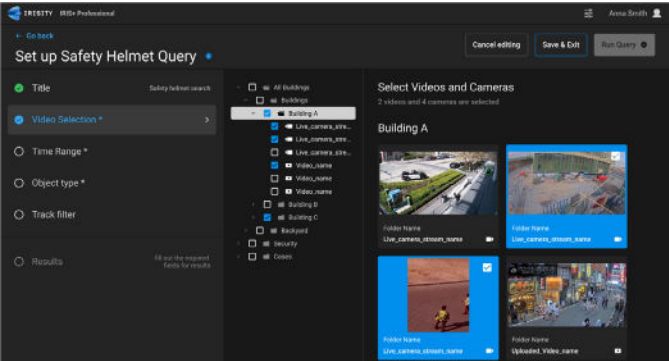 IRISITY IRIS+ Professional
Anna Smith
← Go back
Set up Safety Helmet Query
Cancel editing
Save & Exit
Run Query
Title
Safety helmet search
Video Selection *
Time Range *
Object type *
Track filter
Results
fill out the required
fields for results
All Buildings
Buildings
Building A
Live_camera_stre...
Live_camera_stre...
Live_camera_stre...
Video_name
Video_name
Video_name
Building B
Building C
Backyard
Security
Cases
Select Videos and Cameras
2 videos and 4 cameras are selected
Building A
Folder Name
Live_camera_stream_name
Folder Name
Live_camera_stream_name
Folder Name
Live_camera_stream_name
Folder Name
Uploaded_Video_name